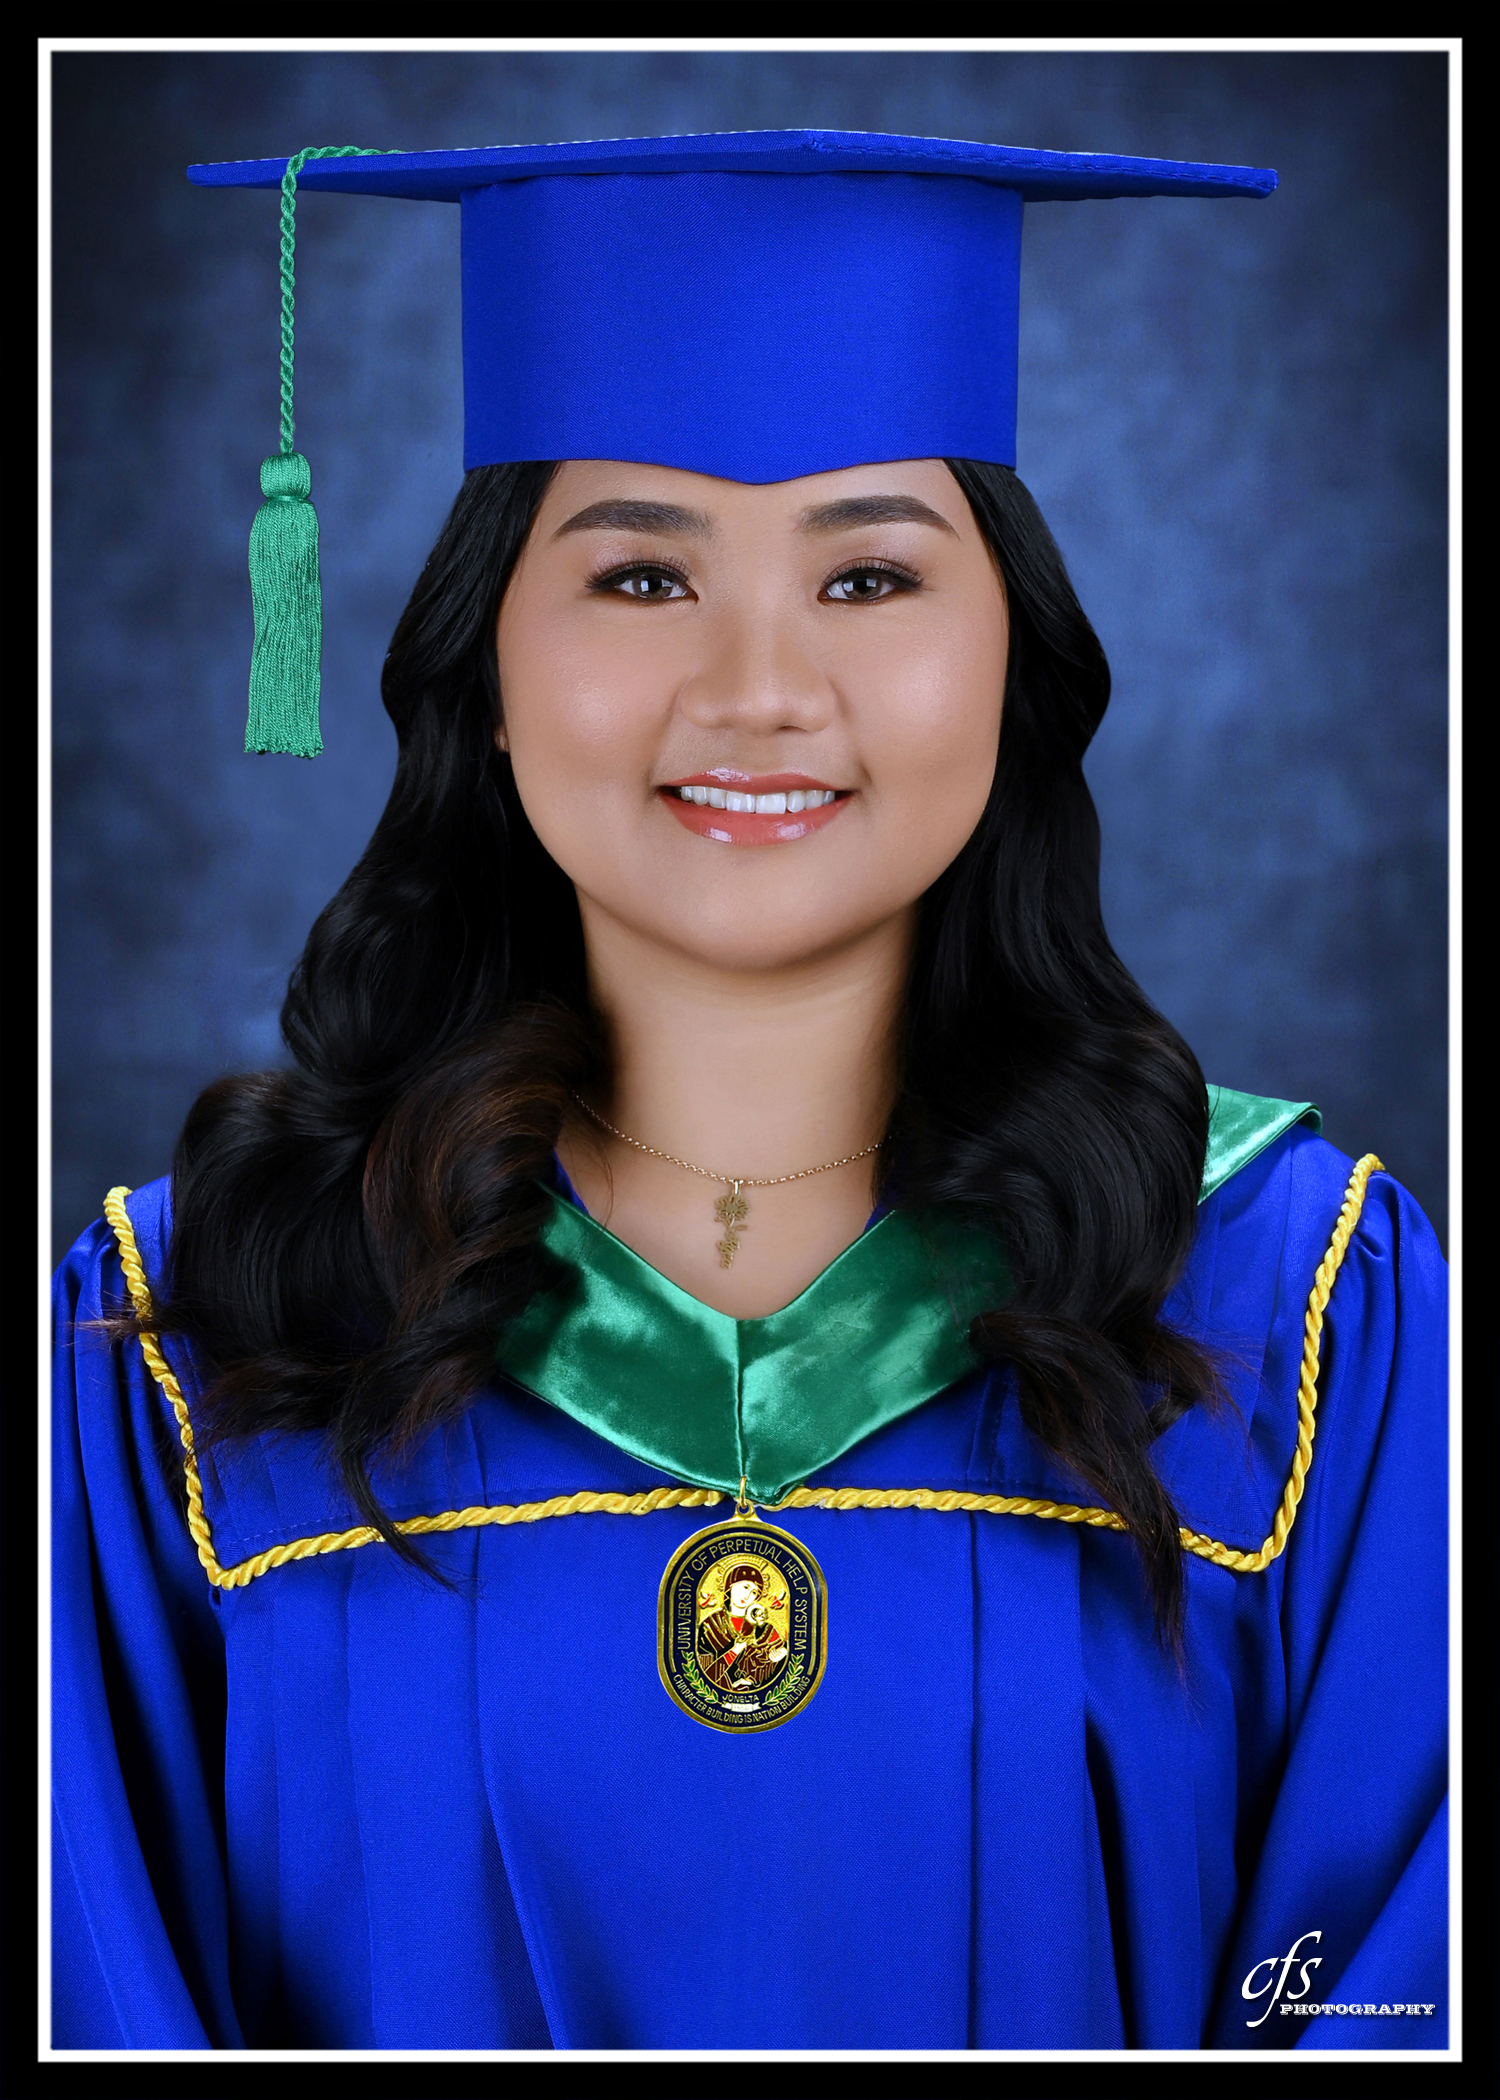 UNIVERSITY OF PERPETUAL HELP SYSTEM
JONELTA
CHARACTER BUILDING IS NATION BUILDING
cfs
PHOTOGRAPHY